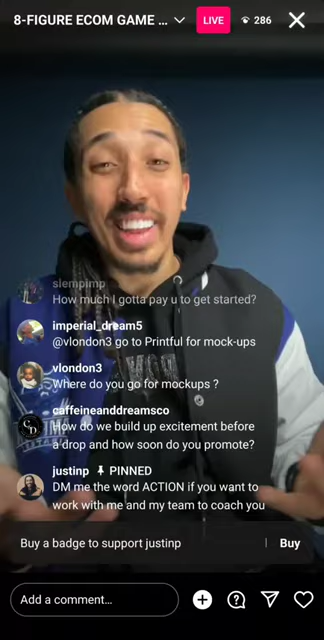 8-FIGURE ECOM GAME ...
LIVE
286
slempimp
How much I gotta pay u to get started?
imperial_dream5
@vlondon3 go to Printful for mock-ups
vlondon3
Where do you go for mockups ?
caffeineanddreamsco
How do we build up excitement before
a drop and how soon do you promote?
justinp PINNED
DM me the word ACTION if you want to
work with me and my team to coach you
Buy a badge to support justinp
Buy
Add a comment...